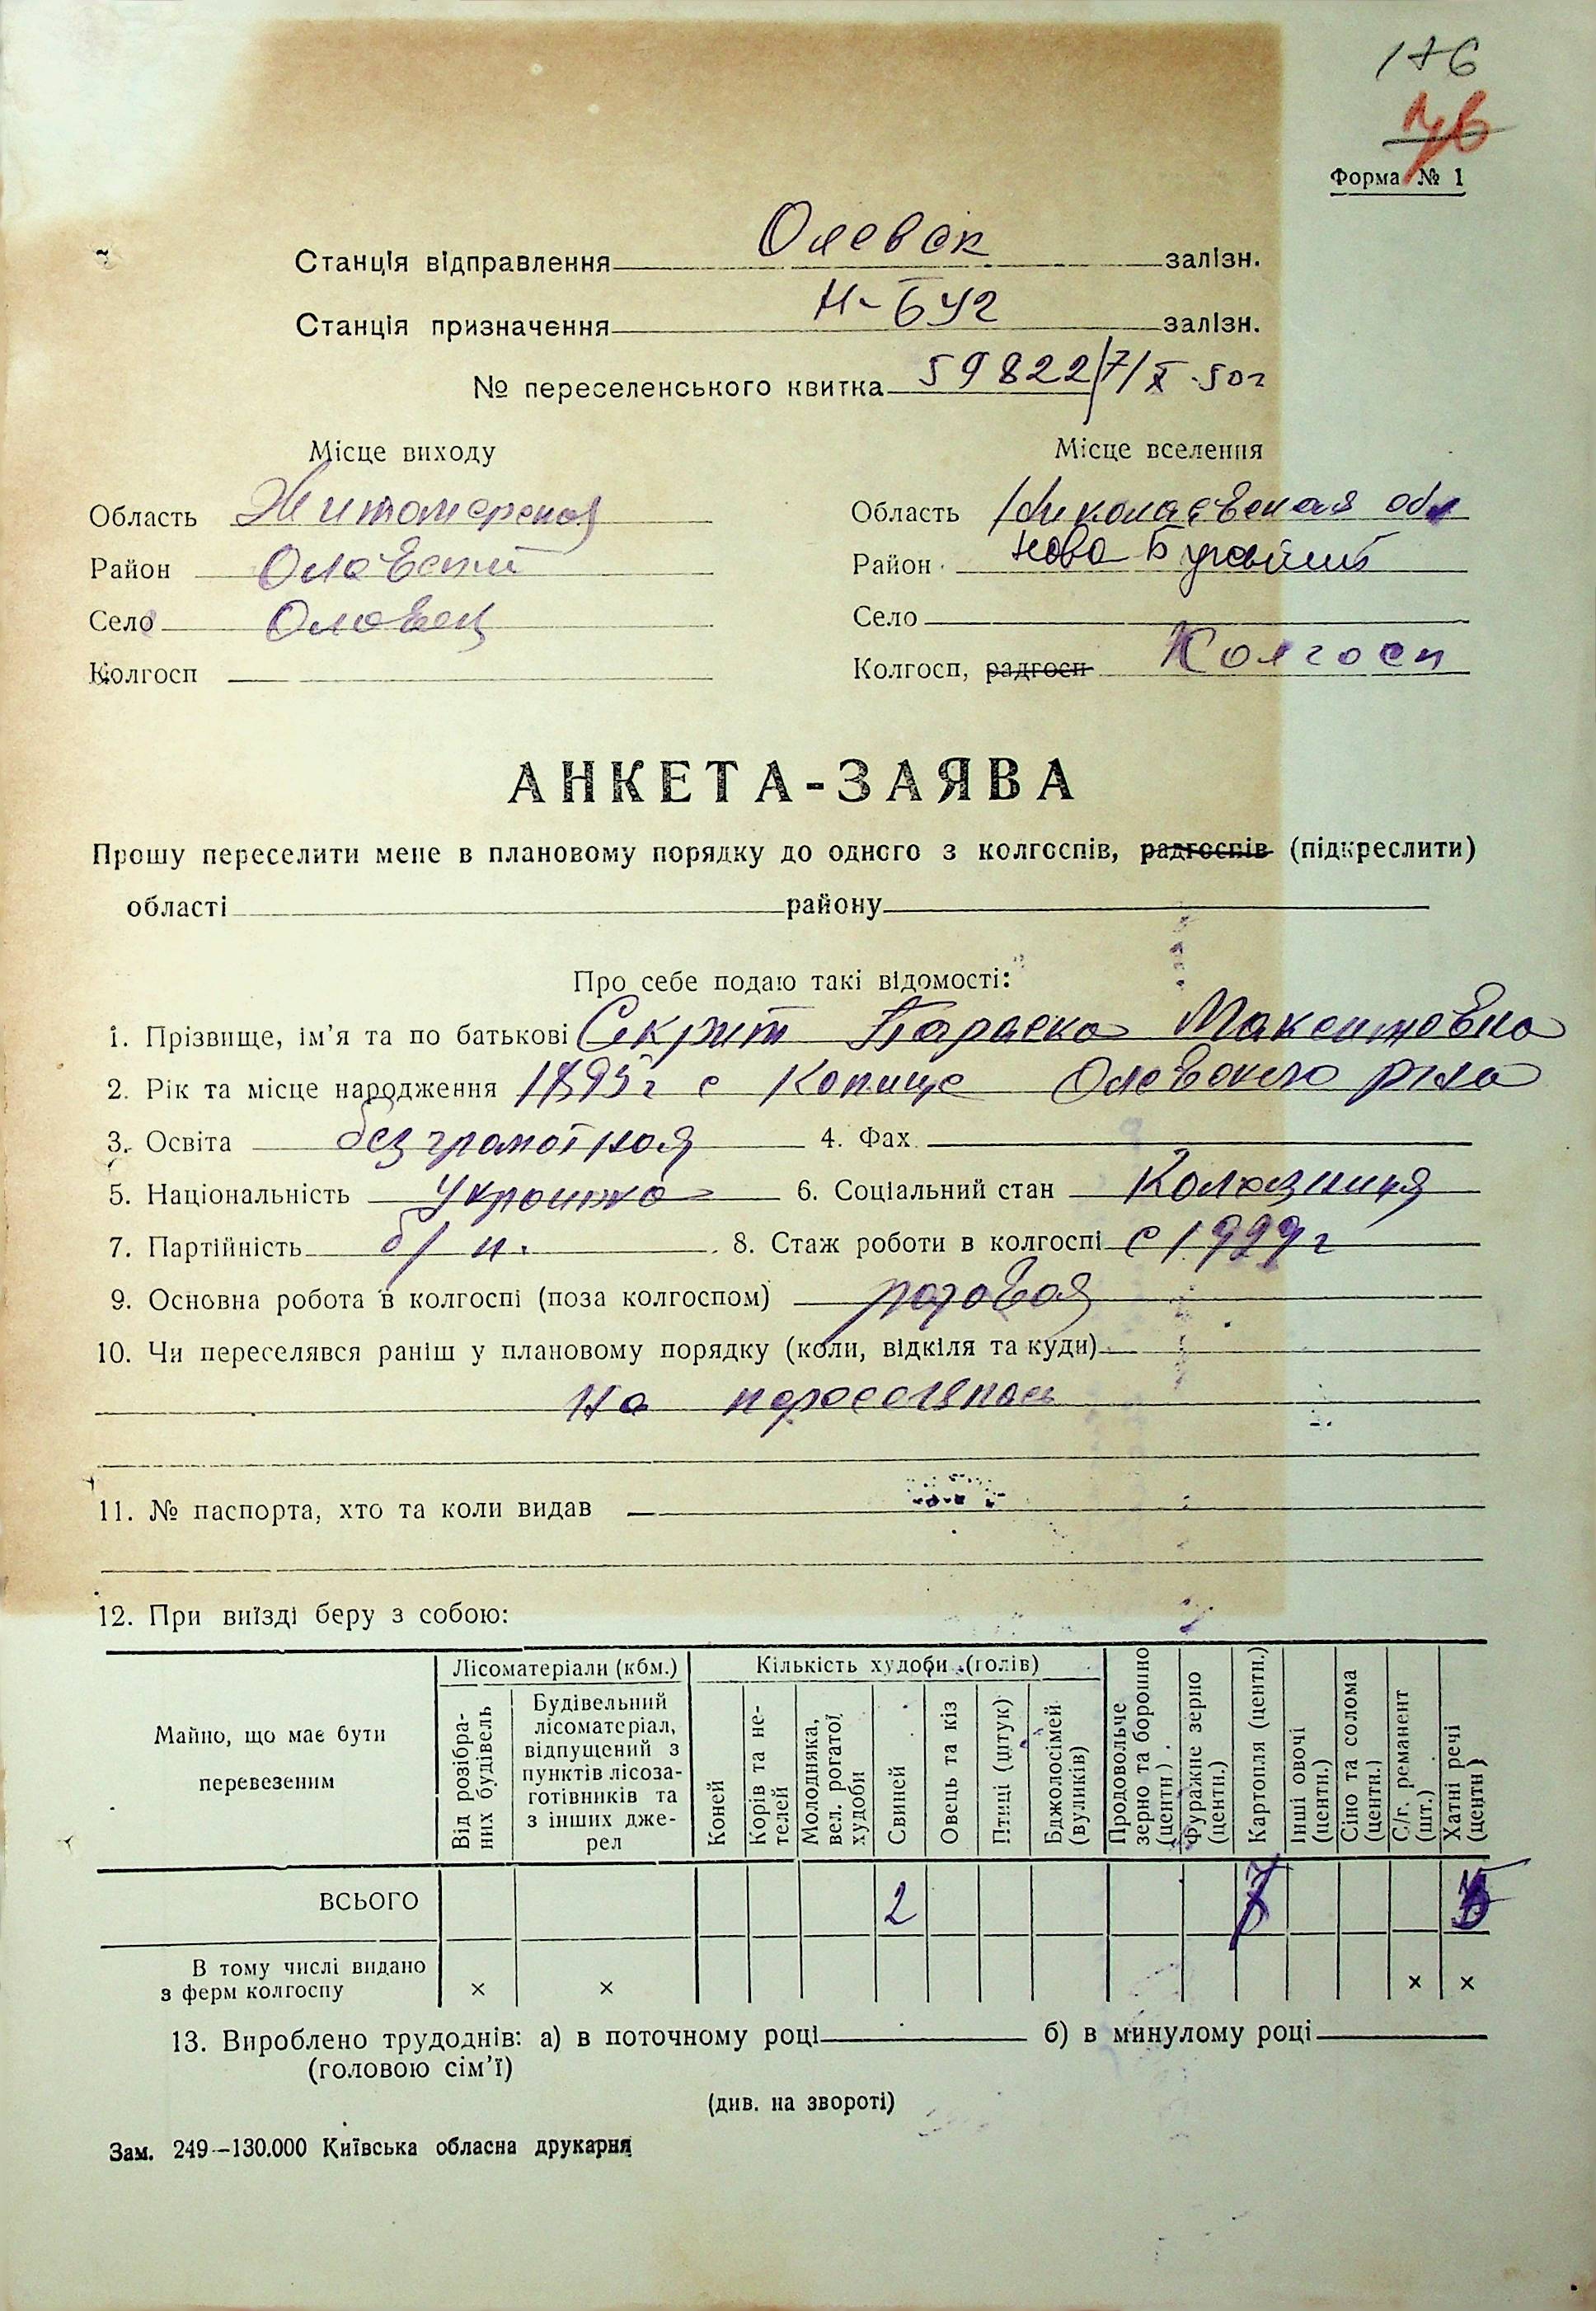 176
76
Форма № 1
Станція відправлення Олевск залізн.
Станція призначення Н-Буг залізн.
№ переселенського квитка 59822/7/X-50г
Місце виходу Місце вселення
Область Житомерская Область Николаевская обл
Район Олевский Район Ново Бугский
Село Село
Колгосп Колгосп, радгосп Колгосп
АНКЕТА-ЗАЯВА
Прошу переселити мене в плановому порядку до одного з колгоспів, радгоспів (підкреслити)
області району
Про себе подаю такі відомості:
1. Прізвище, ім'я та по батькові Секрит Параска Максимовна
2. Рік та місце народження 1895г с Копище Олевского р-на
3. Освіта безграмотная 4. Фах
5. Національність Украинка 6. Соціальний стан Колхозниця
7. Партійність б/п. 8. Стаж роботи в колгоспі с 1929г
9. Основна робота в колгоспі (поза колгоспом) розовая
10. Чи переселявся раніш у плановому порядку (коли, відкіля та куди)
не переселялась
11. № паспорта, хто та коли видав
12. При виїзді беру з собою:
Майно, що має бути перевезеним
Лісоматеріали (кбм.)
Від розібраних будівель
Будівельний лісоматеріал, відпущений з пунктів лісозаготівників та з інших джерел
Кількість худоби (голів)
Коней
Корів та нетелей
Молодняка, вел. рогатої худоби
Свиней
Овець та кіз
Птиці (штук)
Бджолосімей (вуликів)
Продовольче зерно та борошно (центн.)
Фуражне зерно (центн.)
Картопля (центн.)
Інші овочі (центн.)
Сіно та солома (центн.)
С/г. реманент (шт.)
Хатні речі (центн)
ВСЬОГО 2 7
В тому числі видано з ферм колгоспу × × × ×
13. Вироблено трудоднів: а) в поточному році б) в минулому році
(головою сім'ї)
(див. на звороті)
Зам. 249—130.000 Київська обласна друкарня